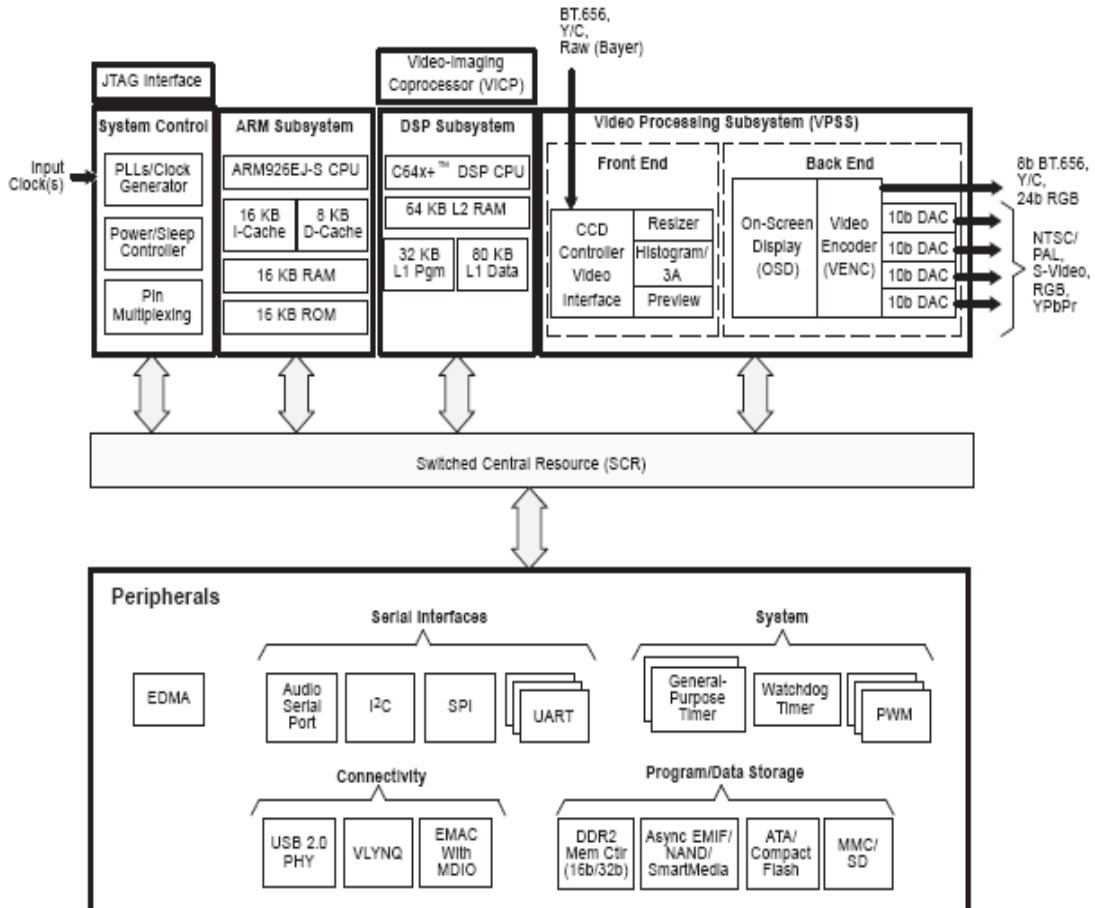 BT.656,
Y/C,
Raw (Bayer)
JTAG Interface
Video-Imaging
Coprocessor (VICP)
System Control
ARM Subsystem
DSP Subsystem
Video Processing Subsystem (VPSS)
Input
Clock(s)
PLLs/Clock
Generator
Power/Sleep
Controller
Pin
Multiplexing
ARM926EJ-S CPU
16 KB
I-Cache
8 KB
D-Cache
16 KB RAM
16 KB ROM
C64x+™ DSP CPU
64 KB L2 RAM
32 KB
L1 Pgm
80 KB
L1 Data
Front End
CCD
Controller
Video
Interface
Resizer
Histogram/
3A
Preview
Back End
On-Screen
Display
(OSD)
Video
Encoder
(VENC)
10b DAC
10b DAC
10b DAC
10b DAC
8b BT.656,
Y/C,
24b RGB
NTSC/
PAL,
S-Video,
RGB,
YPbPr
Switched Central Resource (SCR)
Peripherals
Serial Interfaces
System
EDMA
Audio
Serial
Port
I²C
SPI
UART
General-
Purpose
Timer
Watchdog
Timer
PWM
Connectivity
Program/Data Storage
USB 2.0
PHY
VLYNQ
EMAC
With
MDIO
DDR2
Mem Ctlr
(16b/32b)
Async EMIF/
NAND/
SmartMedia
ATA/
Compact
Flash
MMC/
SD